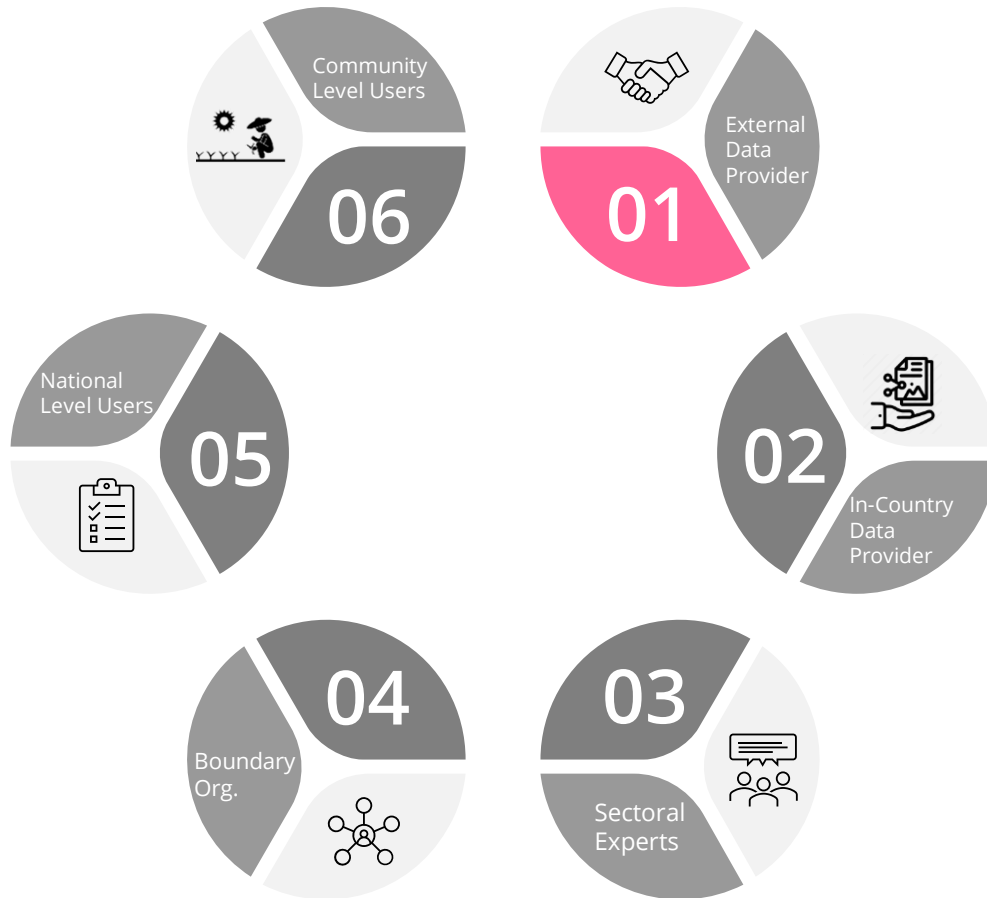 01
External
Data
Provider
02
In-Country
Data
Provider
03
Sectoral
Experts
04
Boundary
Org.
05
National
Level Users
06
Community
Level Users